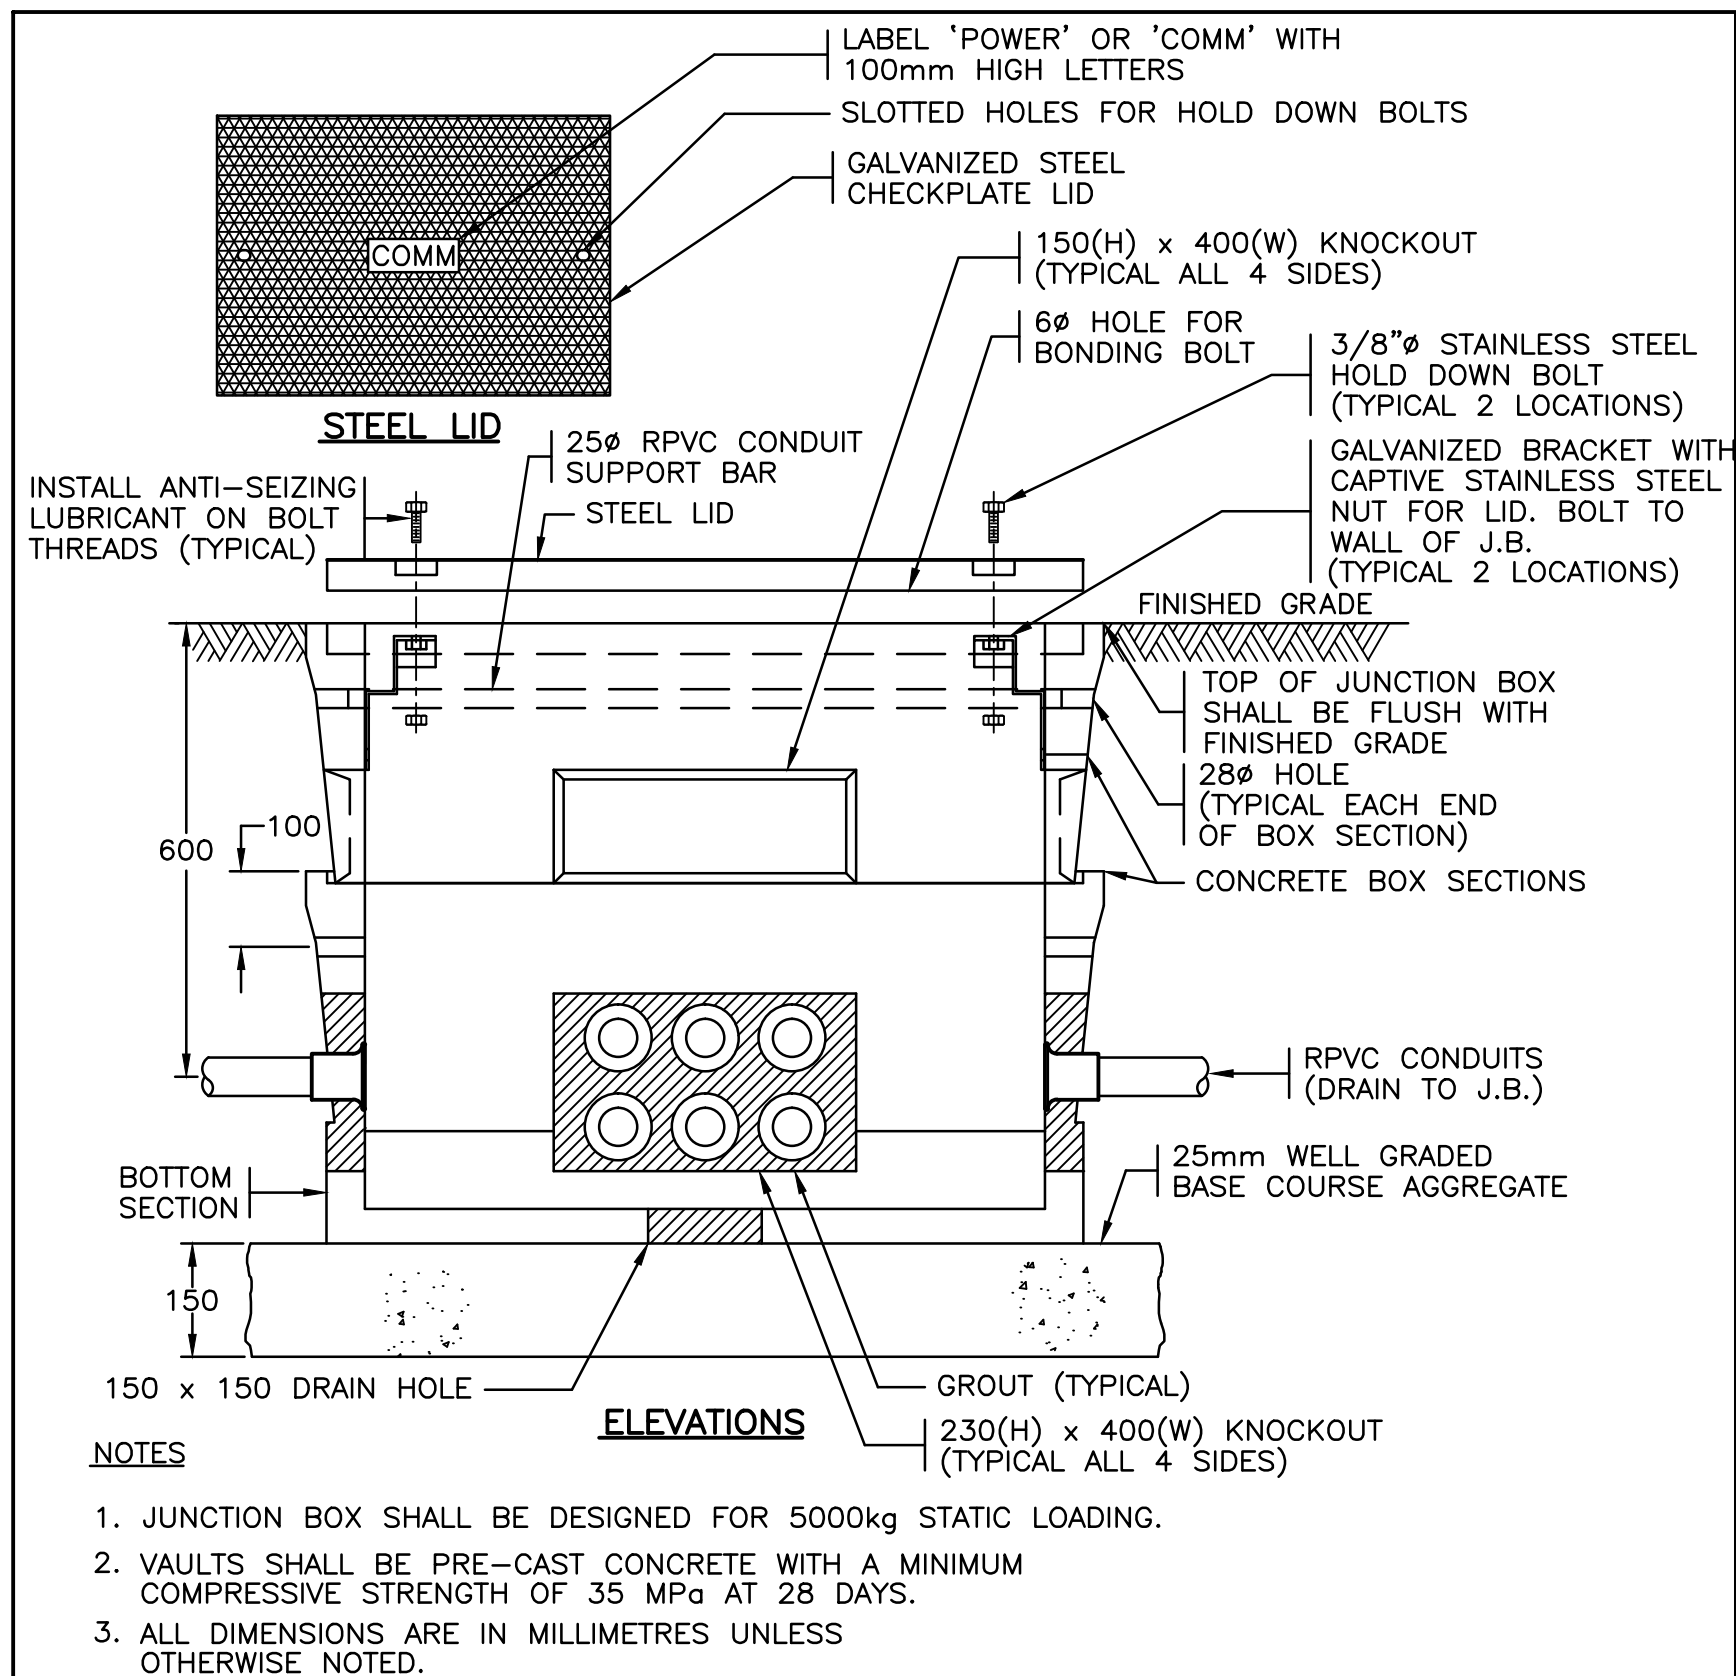 LABEL ‘POWER’ OR ’COMM’ WITH
100mm HIGH LETTERS
SLOTTED HOLES FOR HOLD DOWN BOLTS
GALVANIZED STEEL
CHECKPLATE LID
COMM
150(H) x 400(W) KNOCKOUT
(TYPICAL ALL 4 SIDES)
6ø HOLE FOR
BONDING BOLT
3/8”ø STAINLESS STEEL
HOLD DOWN BOLT
(TYPICAL 2 LOCATIONS)
STEEL LID
25ø RPVC CONDUIT
SUPPORT BAR
GALVANIZED BRACKET WITH
CAPTIVE STAINLESS STEEL
NUT FOR LID. BOLT TO
WALL OF J.B.
(TYPICAL 2 LOCATIONS)
INSTALL ANTI-SEIZING
LUBRICANT ON BOLT
THREADS (TYPICAL)
STEEL LID
FINISHED GRADE
TOP OF JUNCTION BOX
SHALL BE FLUSH WITH
FINISHED GRADE
28ø HOLE
(TYPICAL EACH END
OF BOX SECTION)
100
600
CONCRETE BOX SECTIONS
RPVC CONDUITS
(DRAIN TO J.B.)
25mm WELL GRADED
BASE COURSE AGGREGATE
BOTTOM
SECTION
150
150 x 150 DRAIN HOLE
GROUT (TYPICAL)
ELEVATIONS
230(H) x 400(W) KNOCKOUT
(TYPICAL ALL 4 SIDES)
NOTES
1. JUNCTION BOX SHALL BE DESIGNED FOR 5000kg STATIC LOADING.
2. VAULTS SHALL BE PRE-CAST CONCRETE WITH A MINIMUM
COMPRESSIVE STRENGTH OF 35 MPa AT 28 DAYS.
3. ALL DIMENSIONS ARE IN MILLIMETRES UNLESS
OTHERWISE NOTED.